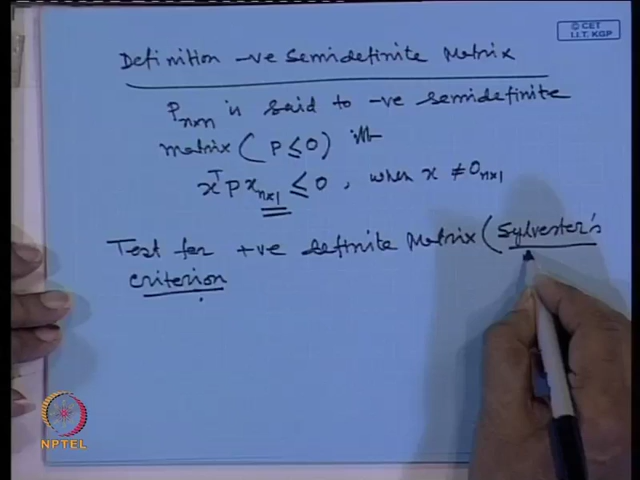 © CET
I.I.T. KGP
Definition -ve Semidefinite Matrix
Pnxn is said to -ve semidefinite
matrix ( P ≤ 0 ) iff
xᵀ P x nx1 ≤ 0 , when x ≠ 0nx1
Test for +ve definite Matrix ( Sylvester's
criterion
NPTEL